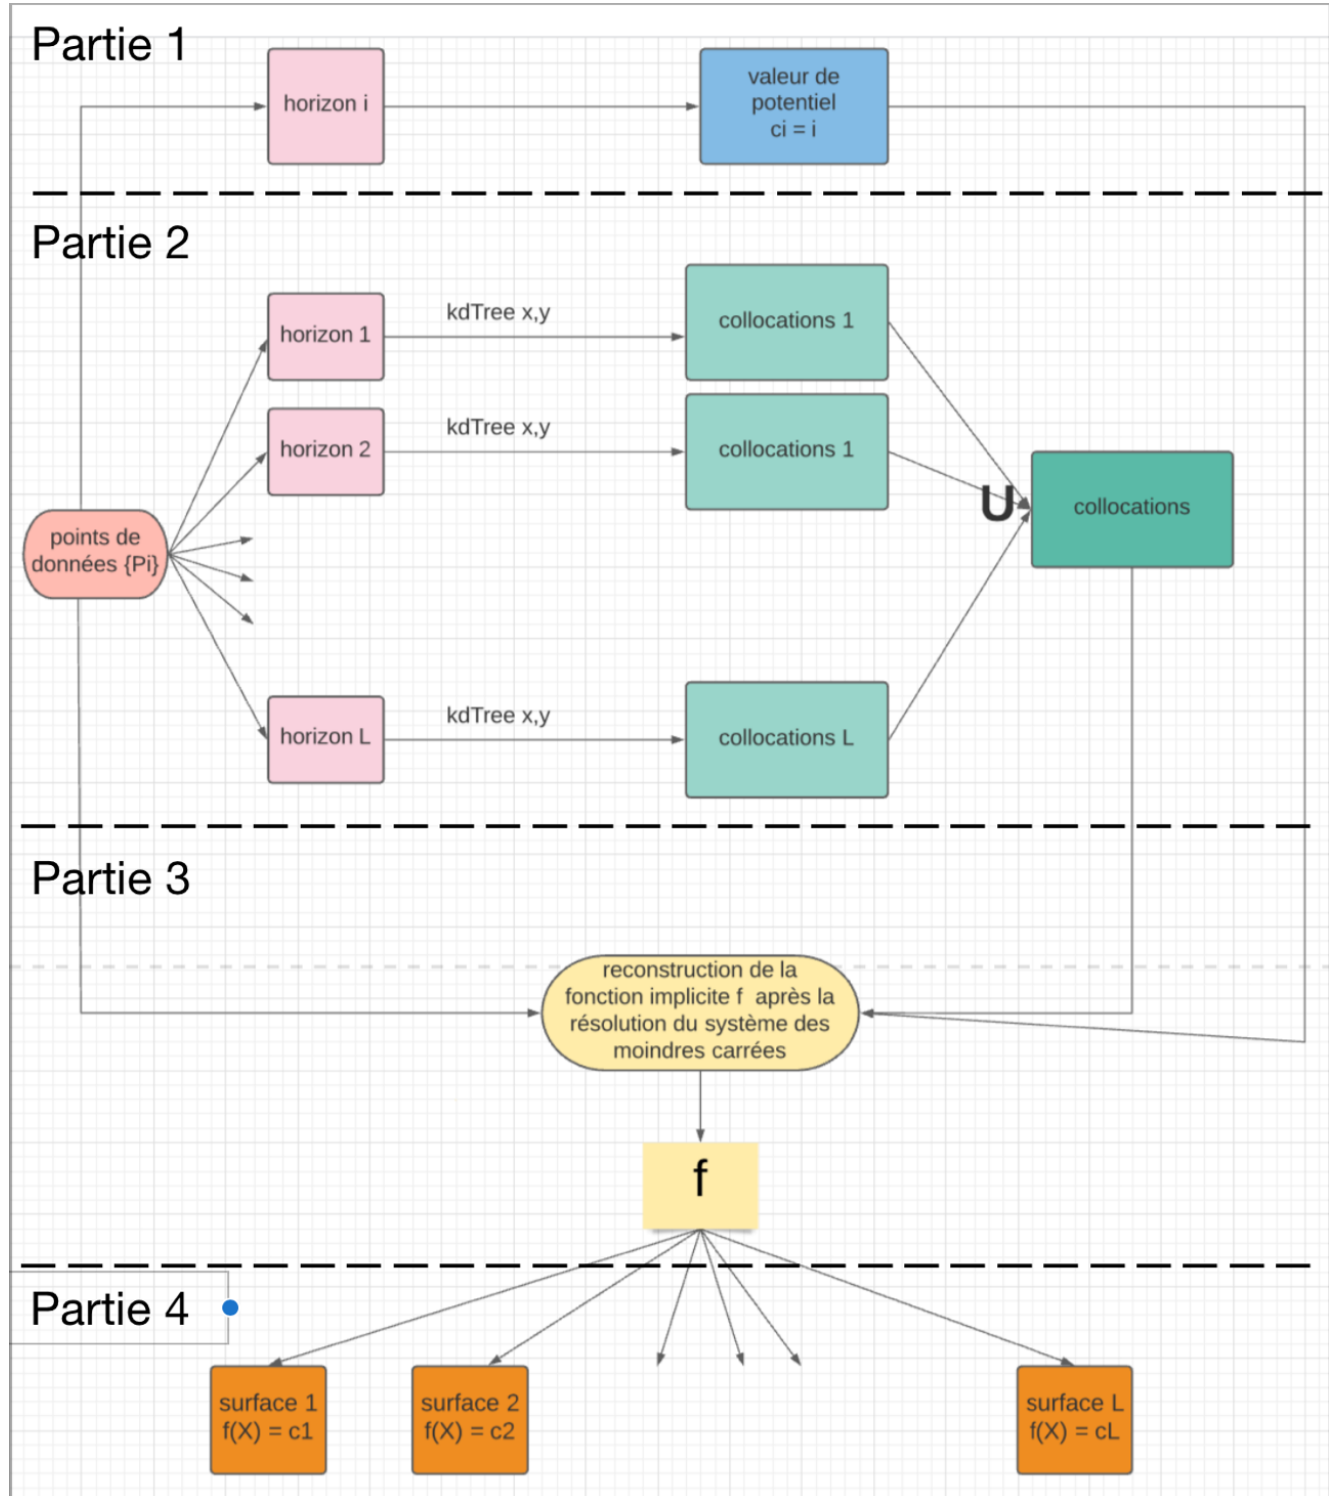 Partie 1
horizon i
valeur de
potentiel
ci = i
Partie 2
horizon 1
kdTree x,y
collocations 1
horizon 2
kdTree x,y
collocations 1
U
collocations
points de
données {Pi}
horizon L
kdTree x,y
collocations L
Partie 3
reconstruction de la
fonction implicite f après la
résolution du système des
moindres carrées
f
Partie 4
surface 1
f(X) = c1
surface 2
f(X) = c2
surface L
f(X) = cL